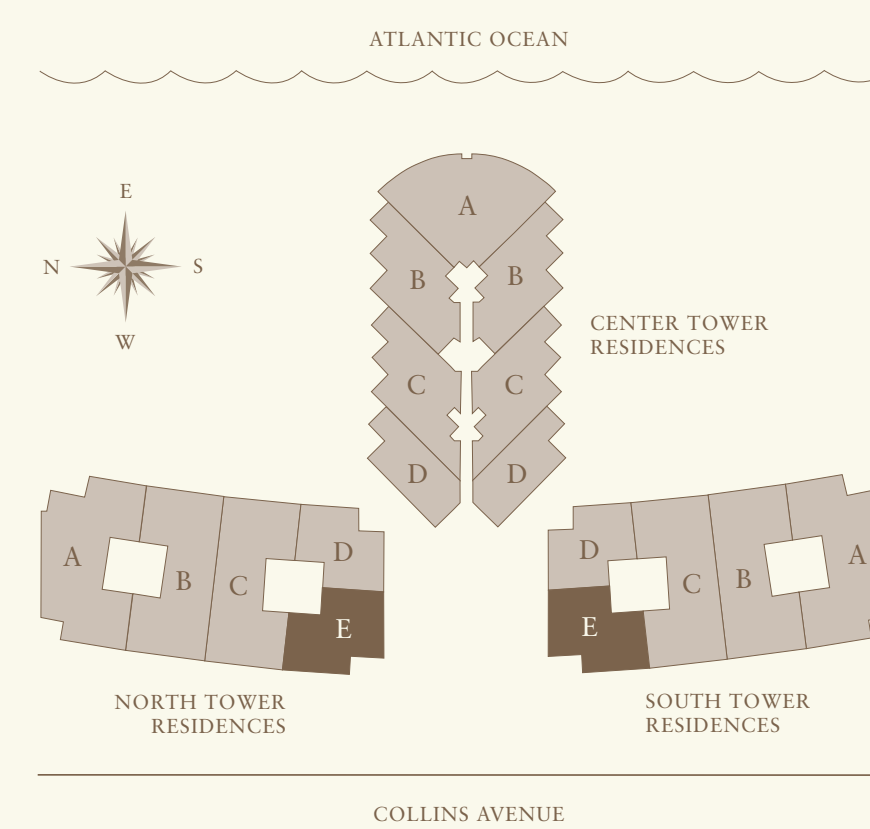 ATLANTIC OCEAN
E
N
S
W
A
B
B
CENTER TOWER
RESIDENCES
C
C
D
D
A
B
C
D
E
D
E
C
B
A
NORTH TOWER
RESIDENCES
SOUTH TOWER
RESIDENCES
COLLINS AVENUE